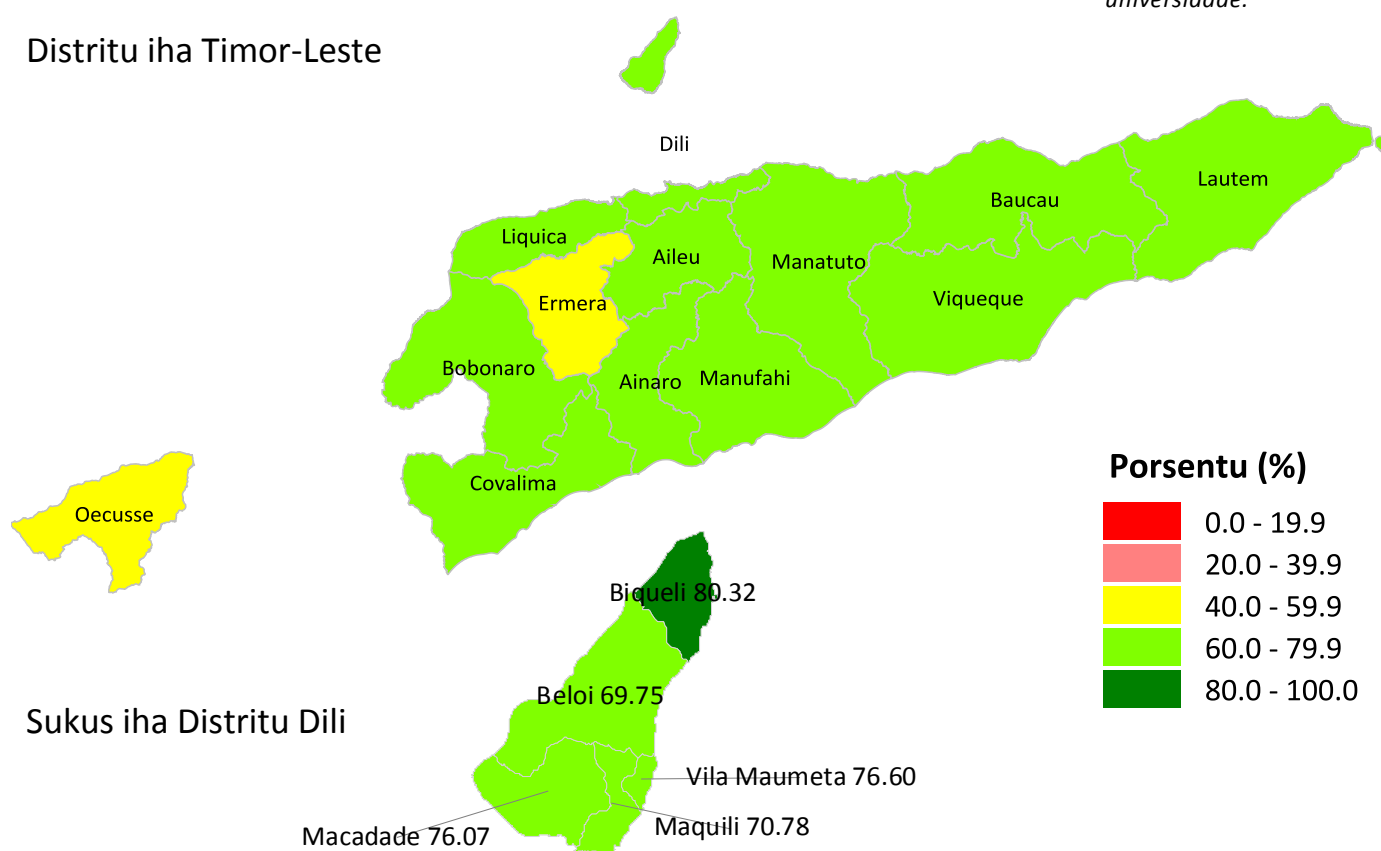 universidade.
Distritu iha Timor-Leste
Dili
Lautem
Baucau
Liquica
Aileu
Manatuto
Viqueque
Ermera
Bobonaro
Ainaro
Manufahi
Covalima
Oecusse
Porsentu (%)
0.0 - 19.9
20.0 - 39.9
40.0 - 59.9
60.0 - 79.9
80.0 - 100.0
Biqueli 80.32
Beloi 69.75
Sukus iha Distritu Dili
Vila Maumeta 76.60
Maquili 70.78
Macadade 76.07